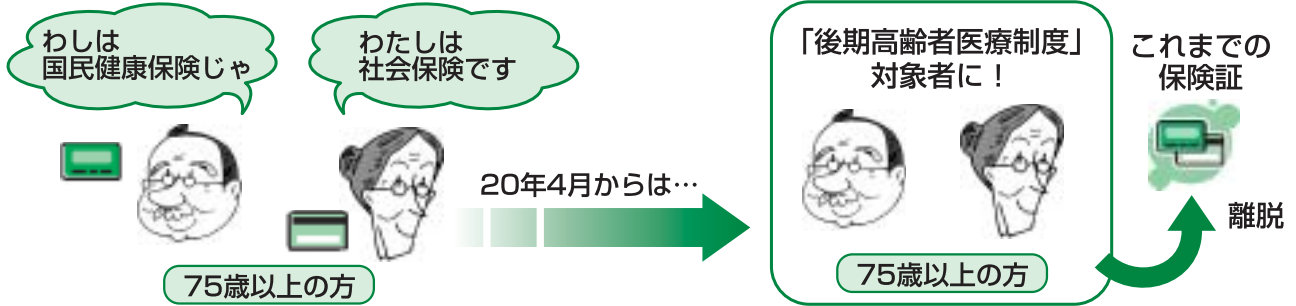 わしは
国民健康保険じゃ
わたしは
社会保険です
75歳以上の方
20年4月からは…
「後期高齢者医療制度」
対象者に！
75歳以上の方
これまでの
保険証
離脱